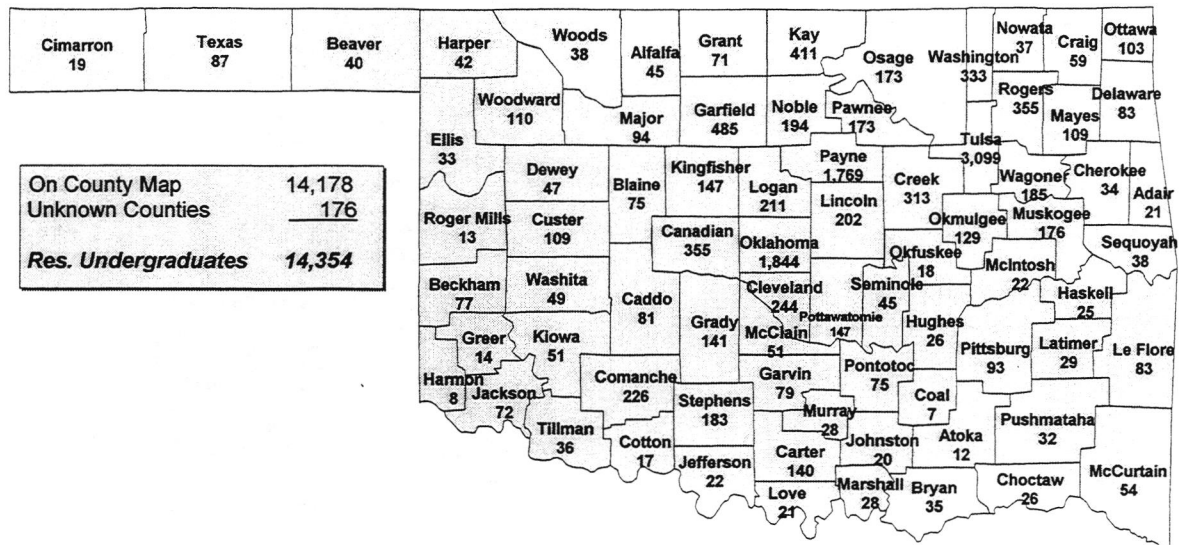 Cimarron
19
Texas
87
Beaver
40
Harper
42
Woods
38
Alfalfa
45
Grant
71
Kay
411
Osage
173
Washington
333
Nowata
37
Craig
59
Ottawa
103
Woodward
110
Major
94
Garfield
485
Noble
194
Pawnee
173
Rogers
355
Mayes
109
Delaware
83
Ellis
33
Dewey
47
Blaine
75
Kingfisher
147
Logan
211
Payne
1,769
Lincoln
202
Creek
313
Tulsa
3,099
Wagoner
185
Cherokee
34
Adair
21
On County Map 14,178
Unknown Counties 176
Res. Undergraduates 14,354
Roger Mills
13
Custer
109
Canadian
355
Oklahoma
1,844
Okfuskee
18
Okmulgee
129
Muskogee
176
Sequoyah
38
Beckham
77
Washita
49
Caddo
81
Grady
141
Cleveland
244
McClain
51
Pottawatomie
147
Seminole
45
Hughes
26
McIntosh
22
Haskell
25
Pittsburg
93
Latimer
29
Le Flore
83
Greer
14
Kiowa
51
Harmon
8
Jackson
72
Comanche
226
Tillman
36
Cotton
17
Stephens
183
Jefferson
22
Garvin
79
Murray
28
Pontotoc
75
Coal
7
Carter
140
Johnston
20
Atoka
12
Pushmataha
32
Love
21
Marshall
28
Bryan
35
Choctaw
26
McCurtain
54